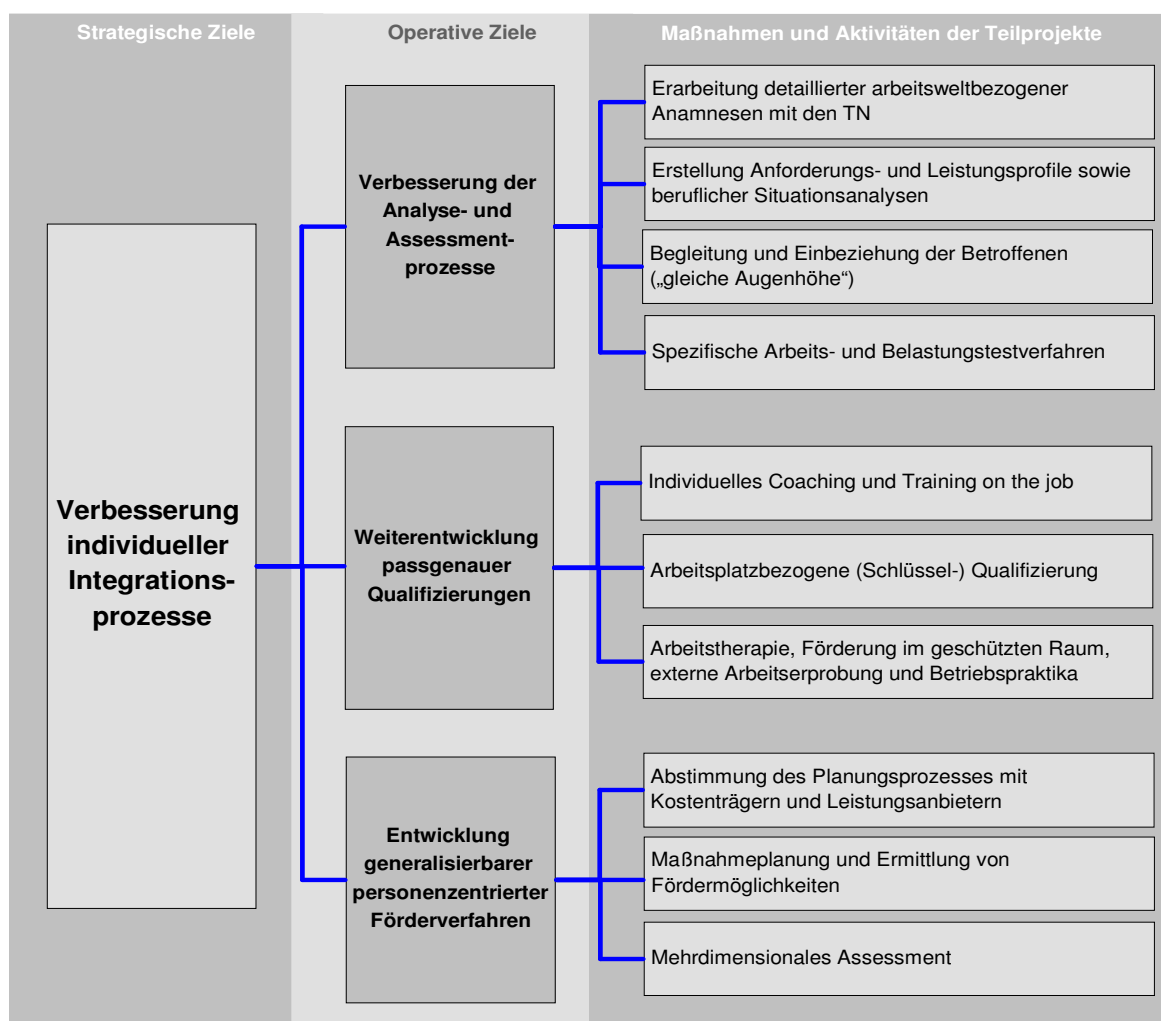 Strategische Ziele
Operative Ziele
Maßnahmen und Aktivitäten der Teilprojekte
Verbesserung
individueller
Integrations-
prozesse
Verbesserung der
Analyse- und
Assessment-
prozesse
Erarbeitung detaillierter arbeitsweltbezogener
Anamnesen mit den TN
Erstellung Anforderungs- und Leistungsprofile sowie
beruflicher Situationsanalysen
Begleitung und Einbeziehung der Betroffenen
(„gleiche Augenhöhe“)
Spezifische Arbeits- und Belastungstestverfahren
Weiterentwicklung
passgenauer
Qualifizierungen
Individuelles Coaching und Training on the job
Arbeitsplatzbezogene (Schlüssel-) Qualifizierung
Arbeitstherapie, Förderung im geschützten Raum,
externe Arbeitserprobung und Betriebspraktika
Entwicklung
generalisierbarer
personenzentrierter
Förderverfahren
Abstimmung des Planungsprozesses mit
Kostenträgern und Leistungsanbietern
Maßnahmeplanung und Ermittlung von
Fördermöglichkeiten
Mehrdimensionales Assessment